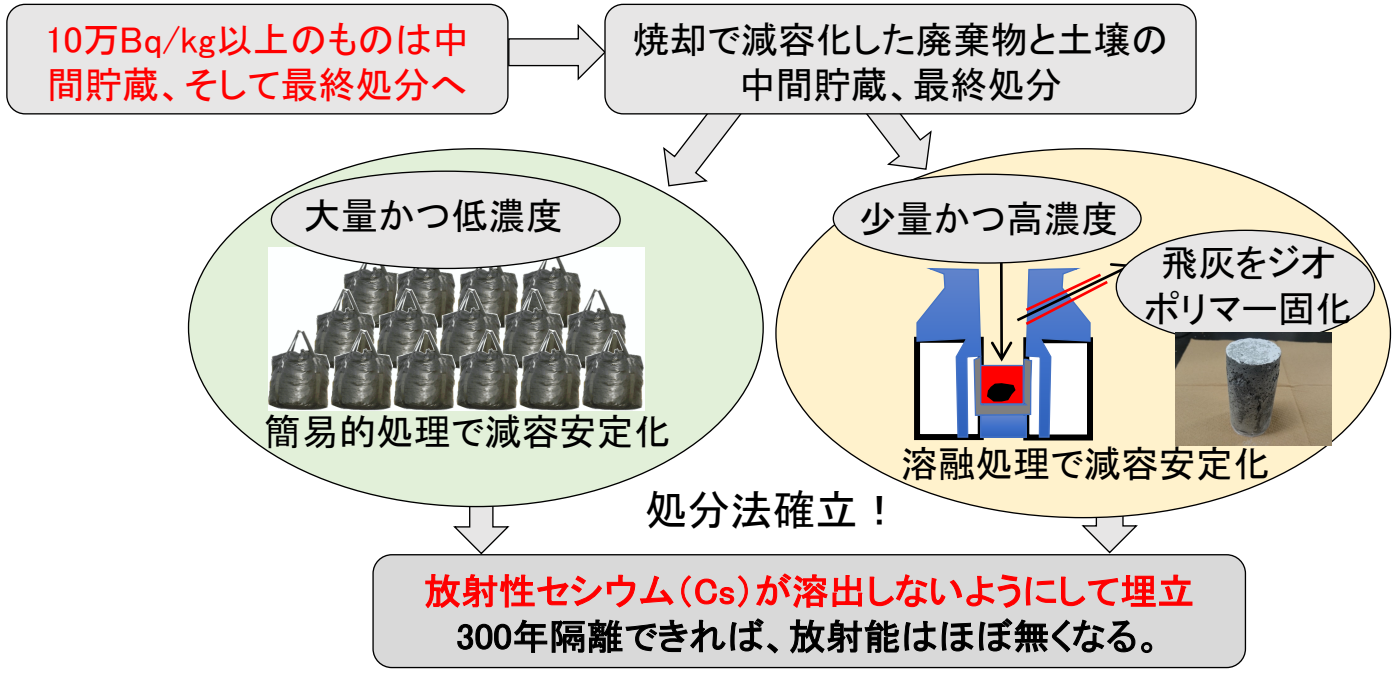 10万Bq/kg以上のものは中
間貯蔵、そして最終処分へ
焼却で減容化した廃棄物と土壌の
中間貯蔵、最終処分
大量かつ低濃度
簡易的処理で減容安定化
少量かつ高濃度
飛灰をジオ
ポリマー固化
溶融処理で減容安定化
処分法確立！
放射性セシウム（Cs）が溶出しないようにして埋立
300年隔離できれば、放射能はほぼ無くなる。